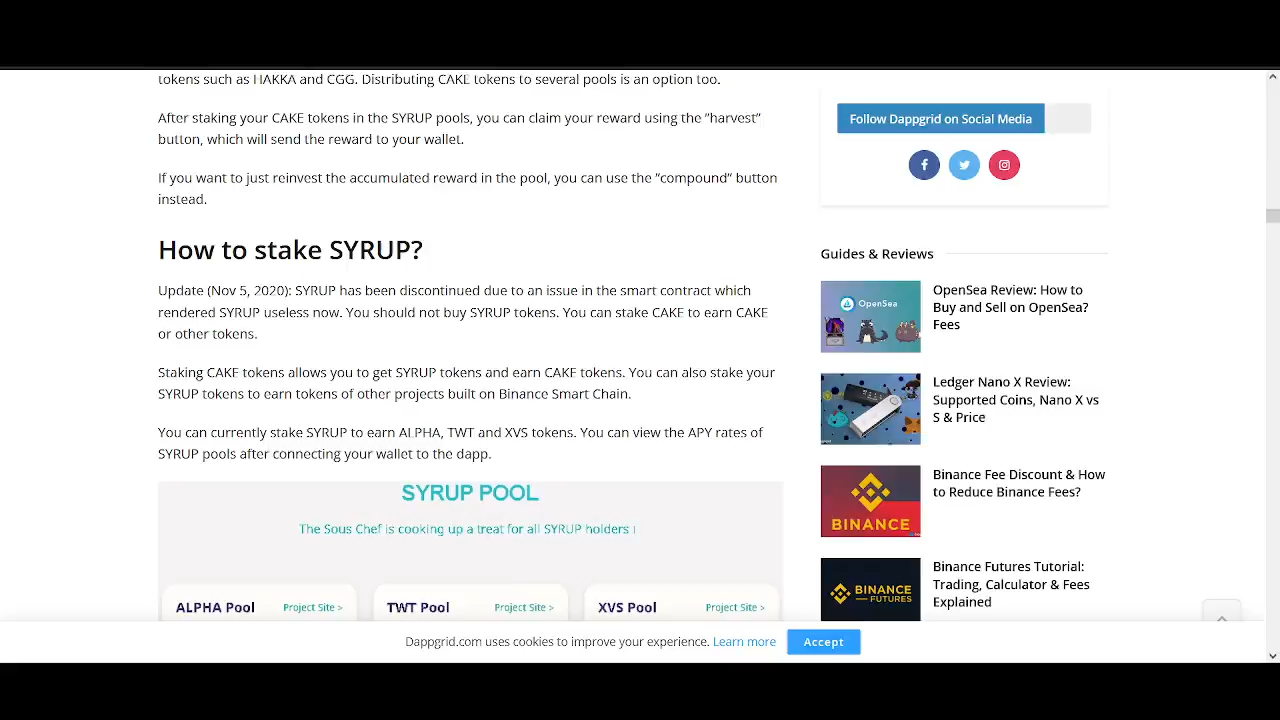 tokens such as HAKKA and CGG. Distributing CAKE tokens to several pools is an option too.
After staking your CAKE tokens in the SYRUP pools, you can claim your reward using the “harvest”
button, which will send the reward to your wallet.
If you want to just reinvest the accumulated reward in the pool, you can use the “compound” button
instead.
How to stake SYRUP?
Update (Nov 5, 2020): SYRUP has been discontinued due to an issue in the smart contract which
rendered SYRUP useless now. You should not buy SYRUP tokens. You can stake CAKE to earn CAKE
or other tokens.
Staking CAKE tokens allows you to get SYRUP tokens and earn CAKE tokens. You can also stake your
SYRUP tokens to earn tokens of other projects built on Binance Smart Chain.
You can currently stake SYRUP to earn ALPHA, TWT and XVS tokens. You can view the APY rates of
SYRUP pools after connecting your wallet to the dapp.
SYRUP POOL
The Sous Chef is cooking up a treat for all SYRUP holders
ALPHA Pool Project Site >
TWT Pool Project Site >
XVS Pool Project Site >
Follow Dappgrid on Social Media
Guides & Reviews
OpenSea
OpenSea Review: How to
Buy and Sell on OpenSea?
Fees
Ledger Nano X Review:
Supported Coins, Nano X vs
S & Price
BINANCE
Binance Fee Discount & How
to Reduce Binance Fees?
BINANCE
FUTURES
Binance Futures Tutorial:
Trading, Calculator & Fees
Explained
Dappgrid.com uses cookies to improve your experience. Learn more
Accept